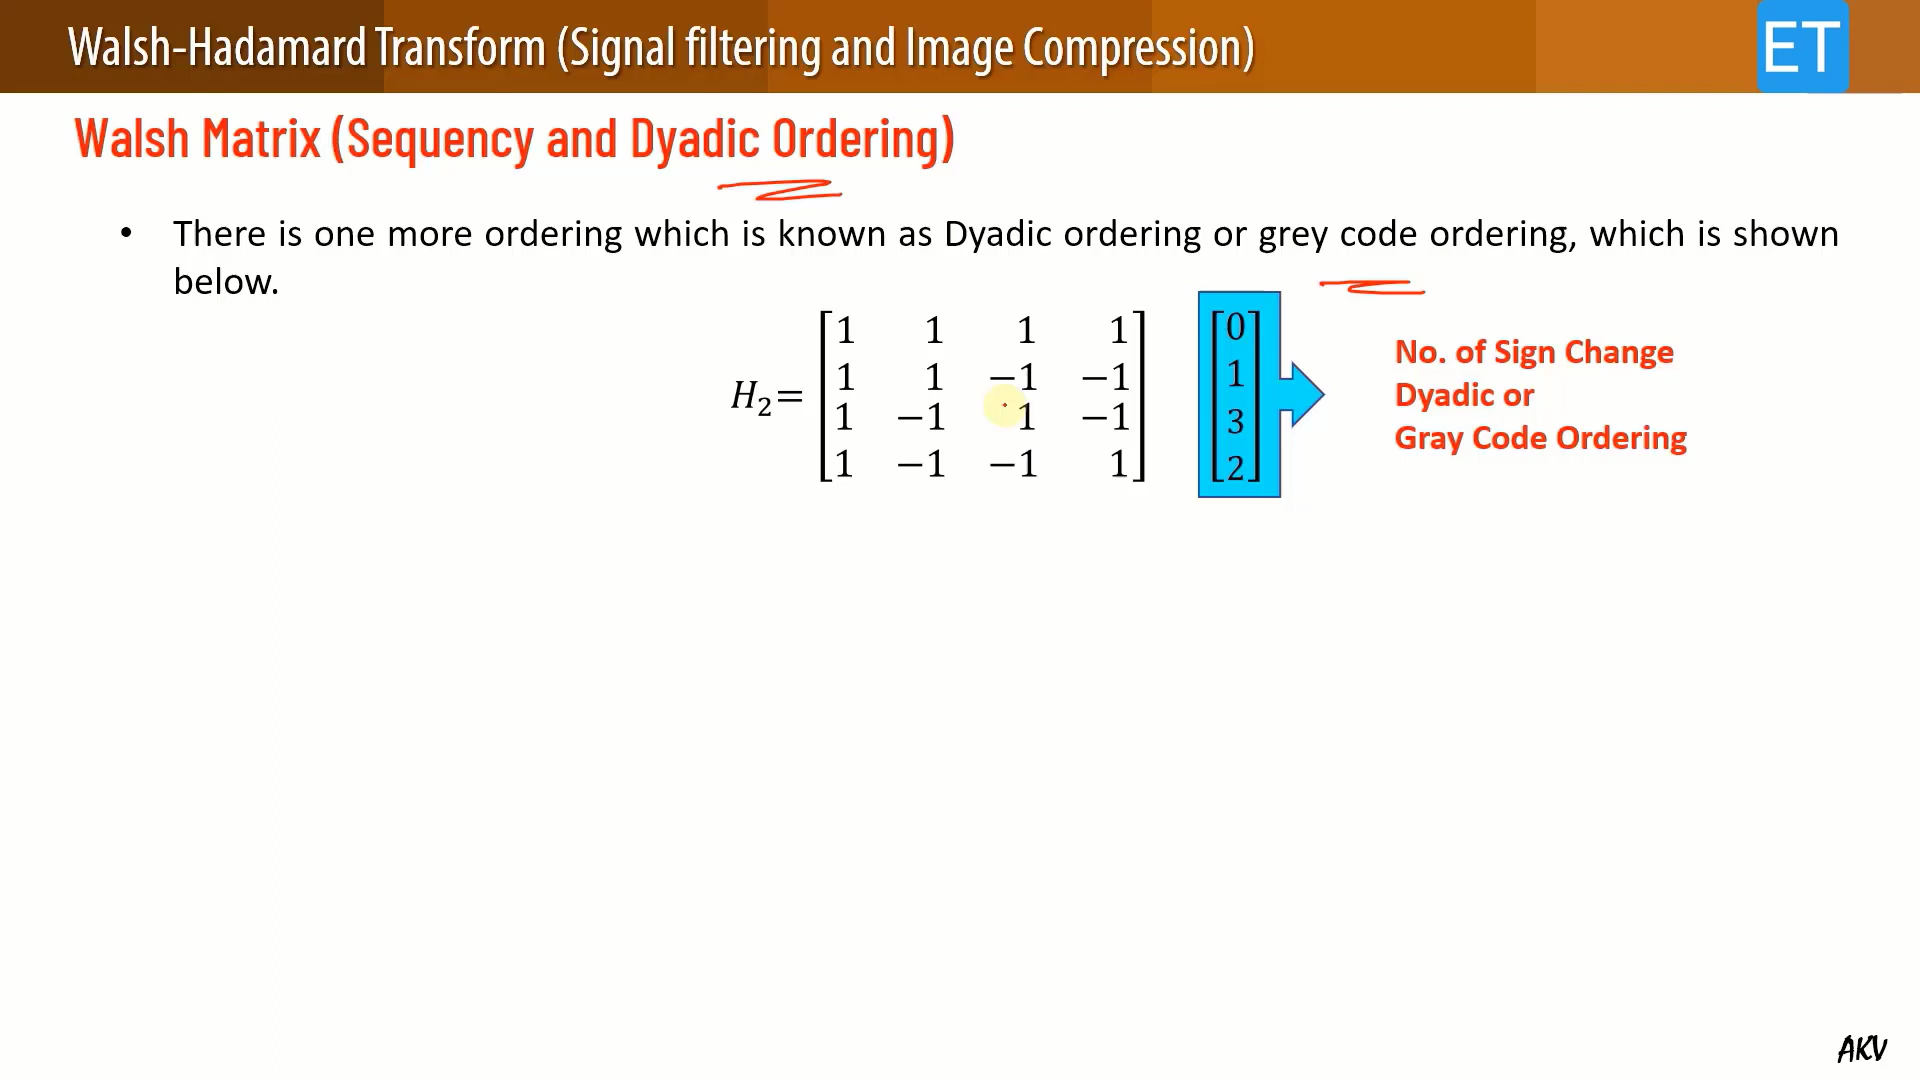 Walsh-Hadamard Transform (Signal filtering and Image Compression)
ET
Walsh Matrix (Sequency and Dyadic Ordering)
• There is one more ordering which is known as Dyadic ordering or grey code ordering, which is shown
below.
H₂= [1 1 1 1
1 1 −1 −1
1 −1 1 −1
1 −1 −1 1]
[0
1
3
2]
No. of Sign Change
Dyadic or
Gray Code Ordering
AKV